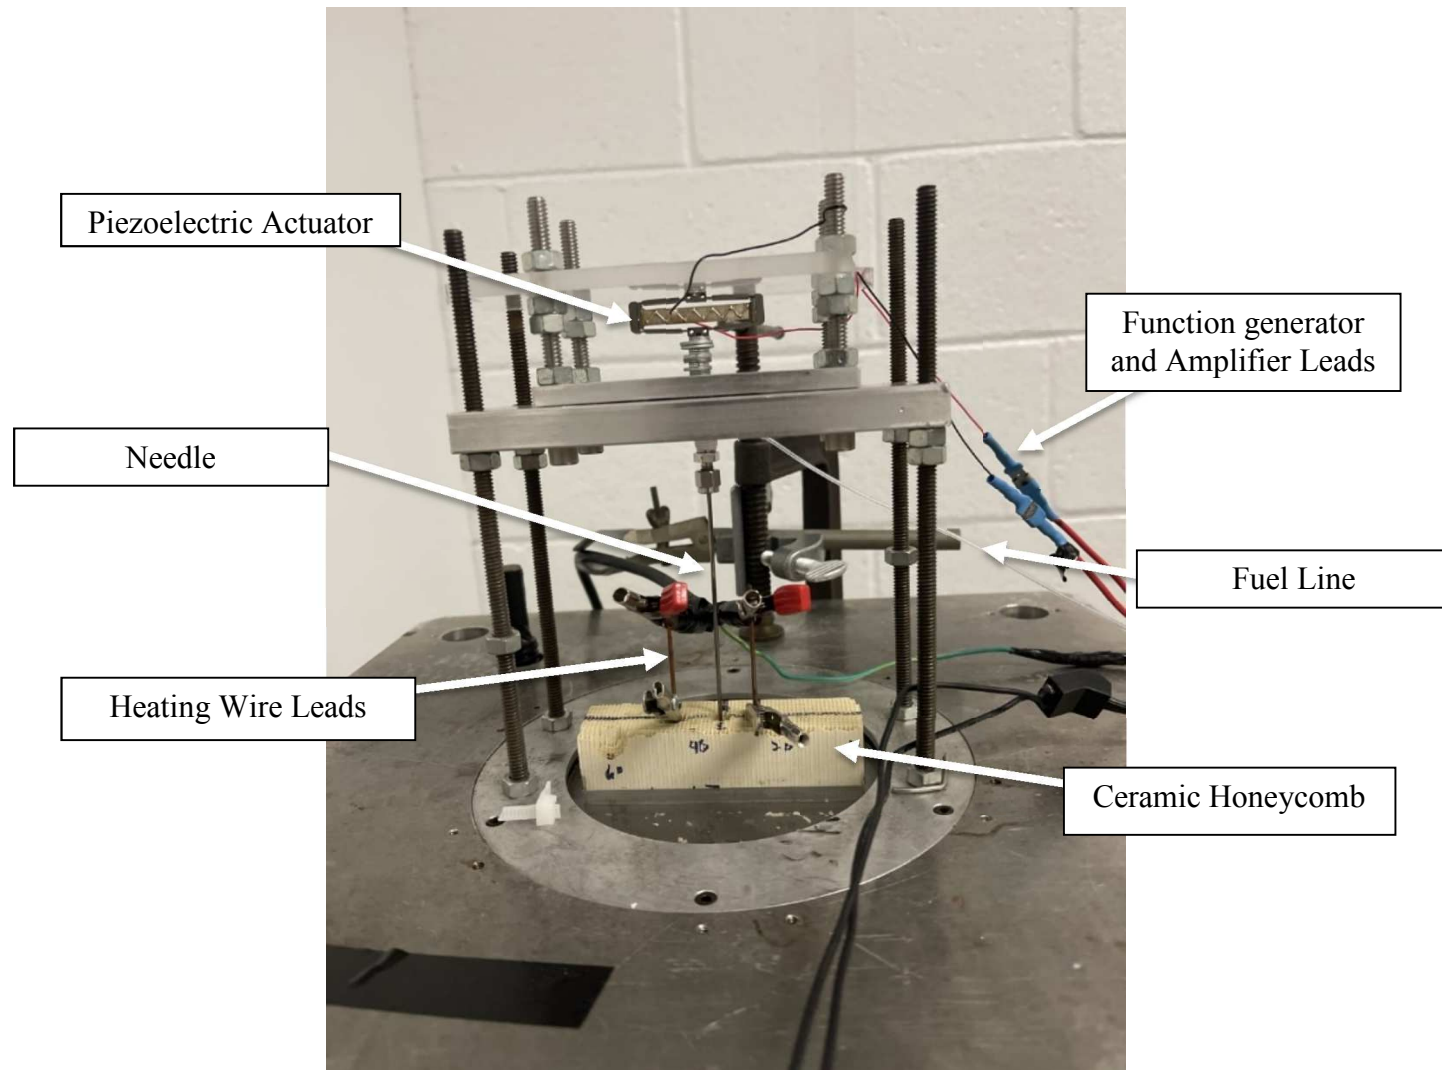 Piezoelectric Actuator
Function generator
and Amplifier Leads
Needle
Fuel Line
Heating Wire Leads
Ceramic Honeycomb